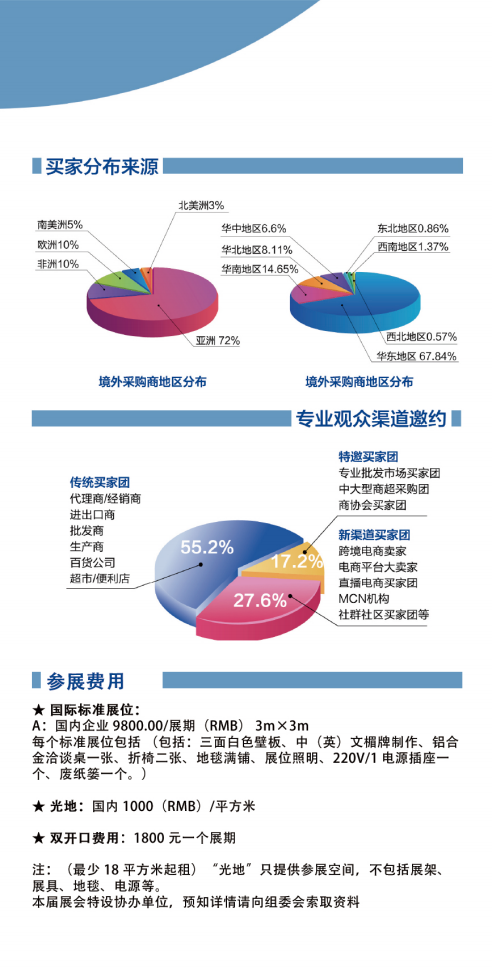 买家分布来源
北美洲3%
南美洲5%
欧洲10%
非洲10%
亚洲 72%
境外采购商地区分布
华中地区6.6%
华北地区8.11%
华南地区14.65%
东北地区0.86%
西南地区1.37%
西北地区0.57%
华东地区 67.84%
境外采购商地区分布
专业观众渠道邀约
传统买家团
代理商/经销商
进出口商
批发商
生产商
百货公司
超市/便利店
55.2%
17.2%
27.6%
特邀买家团
专业批发市场买家团
中大型商超采购团
商协会买家团
新渠道买家团
跨境电商卖家
电商平台大卖家
直播电商买家团
MCN机构
社群社区买家团等
参展费用
★ 国际标准展位：
A：国内企业 9800.00/展期（RMB） 3m×3m
每个标准展位包括 （包括：三面白色壁板、中（英）文楣牌制作、铝合
金洽谈桌一张、折椅二张、地毯满铺、展位照明、220V/1 电源插座一
个、废纸篓一个。）
★ 光地：国内 1000（RMB）/平方米
★ 双开口费用：1800 元一个展期
注：（最少 18 平方米起租）“光地”只提供参展空间，不包括展架、
展具、地毯、电源等。
本届展会特设协办单位，预知详情请向组委会索取资料